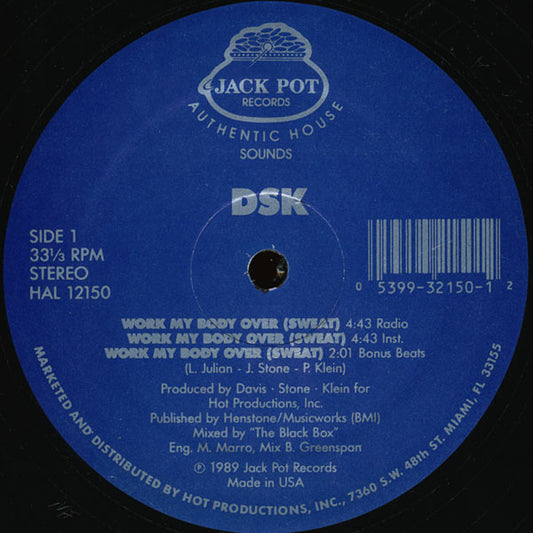 JACK POT
RECORDS
AUTHENTIC HOUSE
SOUNDS
DSK
SIDE 1
33⅓ RPM
STEREO
HAL 12150
0 5399-32150-1 2
WORK MY BODY OVER (SWEAT) 4:43 Radio
WORK MY BODY OVER (SWEAT) 4:43 Inst.
WORK MY BODY OVER (SWEAT) 2:01 Bonus Beats
(L. Julian - J. Stone - P. Klein)
Produced by Davis · Stone · Klein for
Hot Productions, Inc.
Published by Henstone/Musicworks (BMI)
Mixed by "The Black Box"
Eng. M. Marro, Mix B. Greenspan
℗ 1989 Jack Pot Records
Made in USA
MARKETED AND DISTRIBUTED BY HOT PRODUCTIONS, INC., 7360 S.W. 48th ST. MIAMI, FL 33155